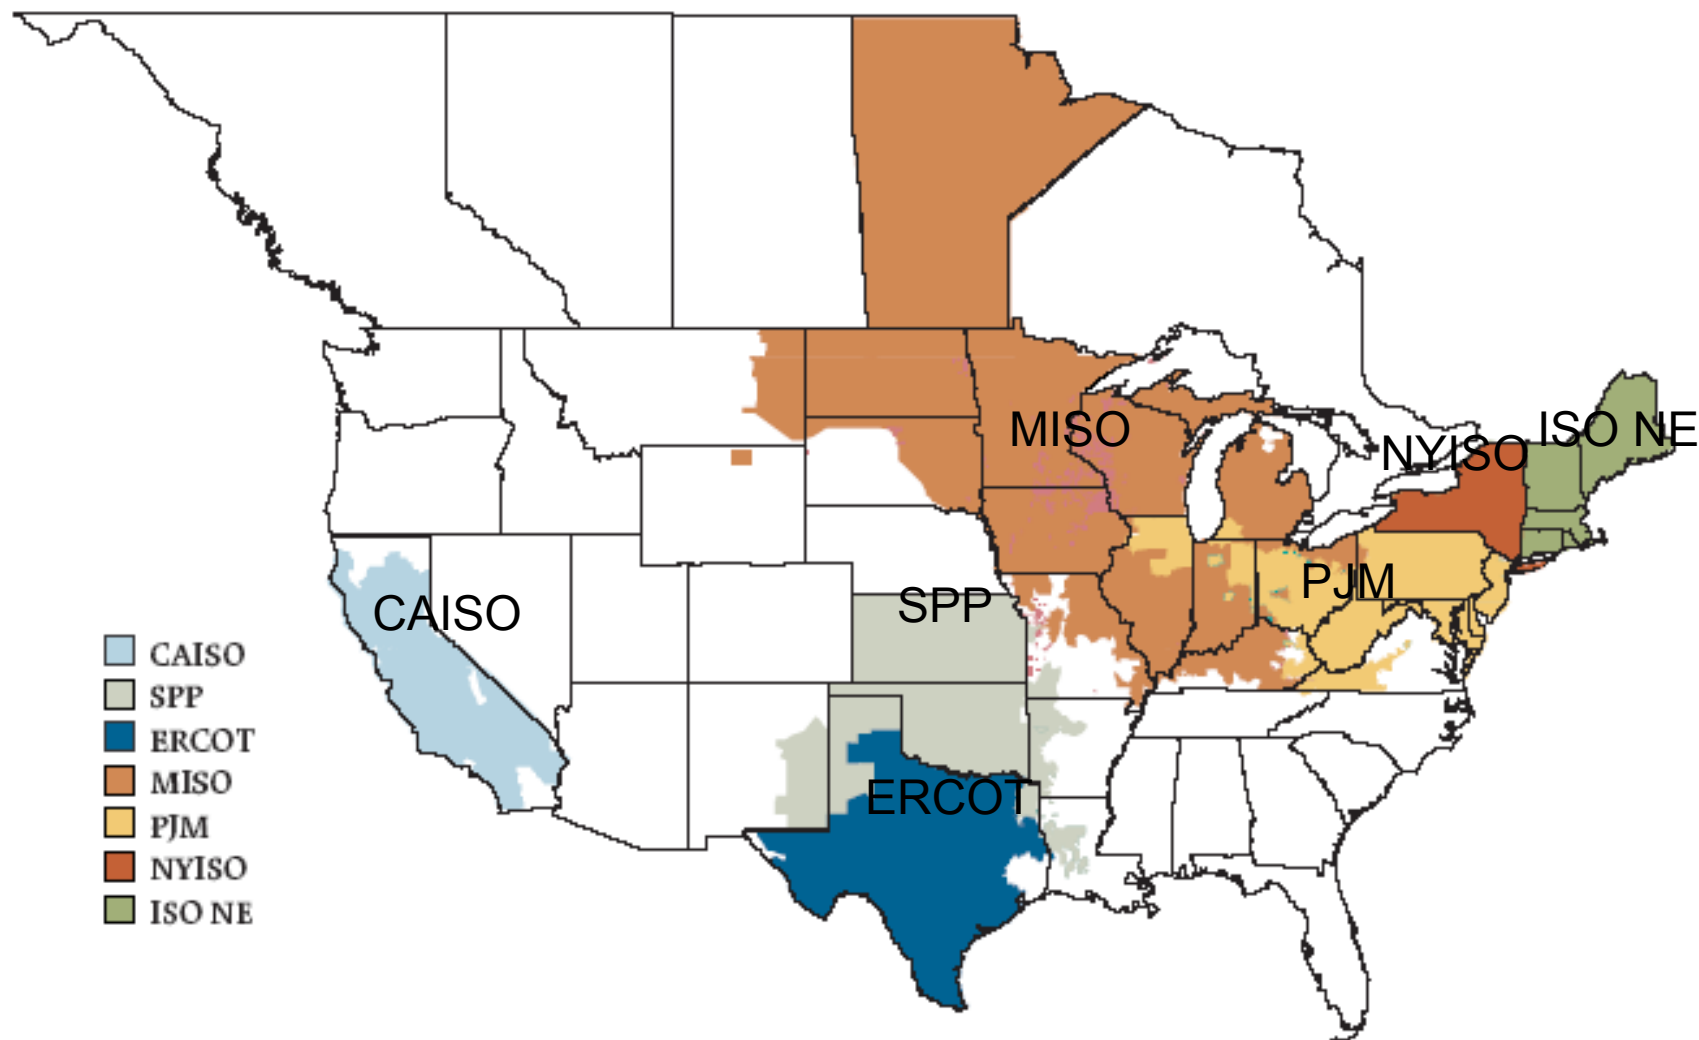 MISO
ISO NE
NYISO
PJM
SPP
CAISO
ERCOT
CAISO
SPP
ERCOT
MISO
PJM
NYISO
ISO NE